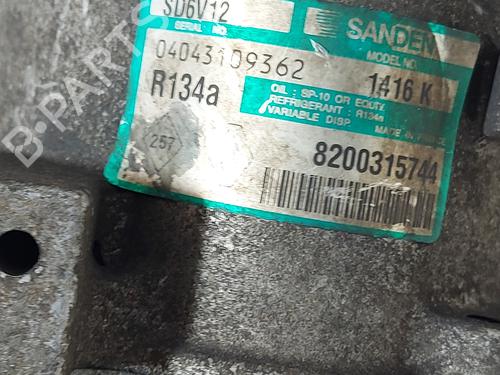 SD6V12
SANDEN
SERIAL NO.
MODEL NO.
04043109362
1416 K
R134a
OIL : SP-10 OR EQUIV.
REFRIGERANT : R134a
VARIABLE DISP.
MADE IN
257
8200315744
B-PARTS